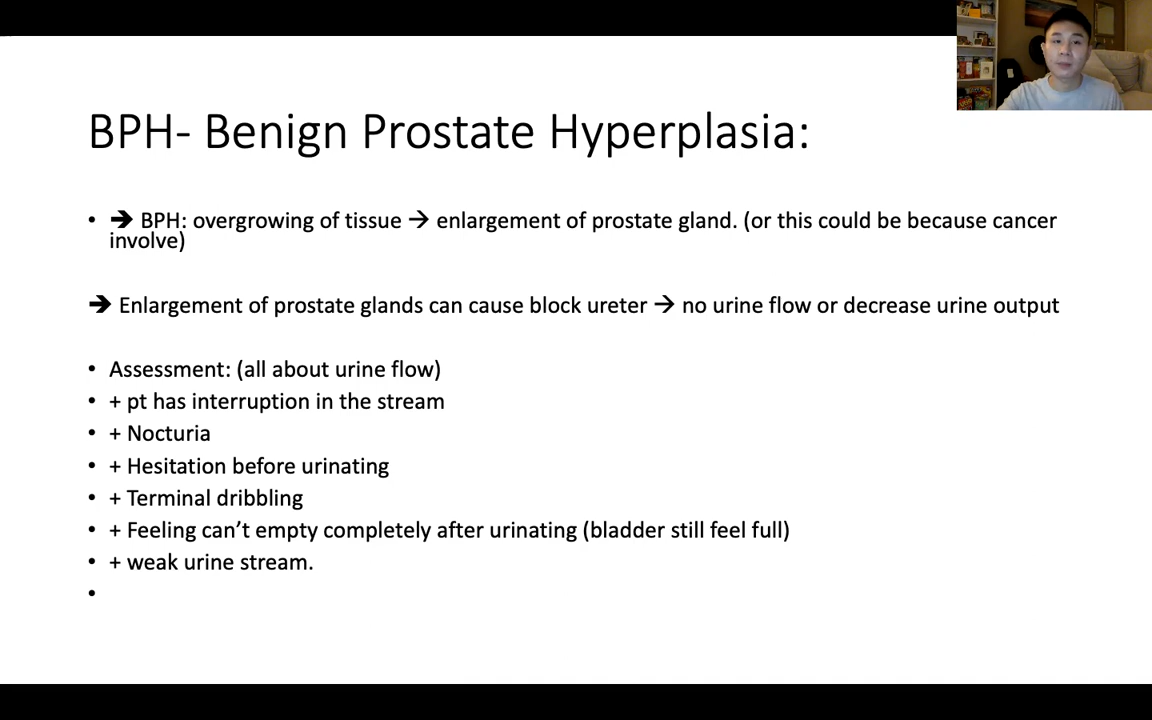 BPH- Benign Prostate Hyperplasia:
• ➔ BPH: overgrowing of tissue → enlargement of prostate gland. (or this could be because cancer
involve)
➔ Enlargement of prostate glands can cause block ureter → no urine flow or decrease urine output
• Assessment: (all about urine flow)
• + pt has interruption in the stream
• + Nocturia
• + Hesitation before urinating
• + Terminal dribbling
• + Feeling can’t empty completely after urinating (bladder still feel full)
• + weak urine stream.
•